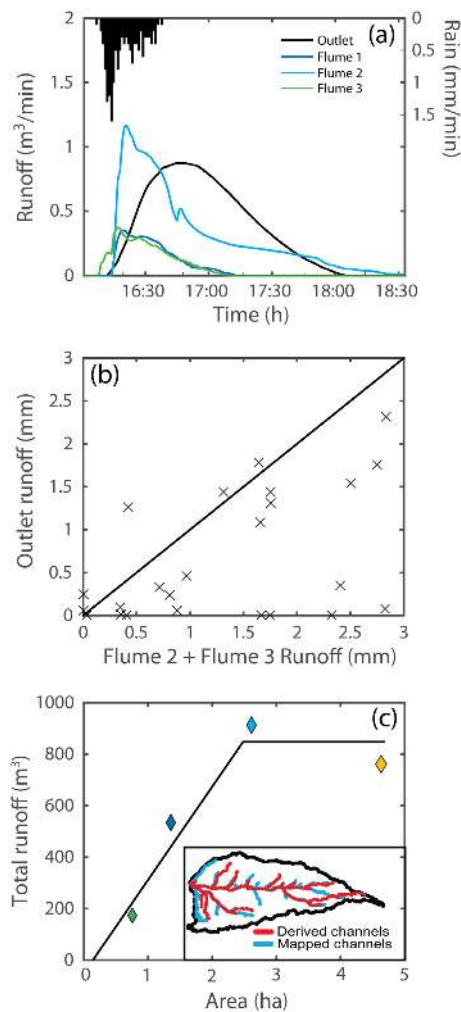 (a)
Outlet
Flume 1
Flume 2
Flume 3
2
1.5
1
0.5
0
Runoff (m³/min)
0
0.5
1
1.5
Rain (mm/min)
16:30 17:00 17:30 18:00 18:30
Time (h)
(b)
3
2.5
2
1.5
1
0.5
0
Outlet runoff (mm)
0 0.5 1 1.5 2 2.5 3
Flume 2 + Flume 3 Runoff (mm)
(c)
1000
800
600
400
200
0
Total runoff (m³)
Derived channels
Mapped channels
0 1 2 3 4 5
Area (ha)